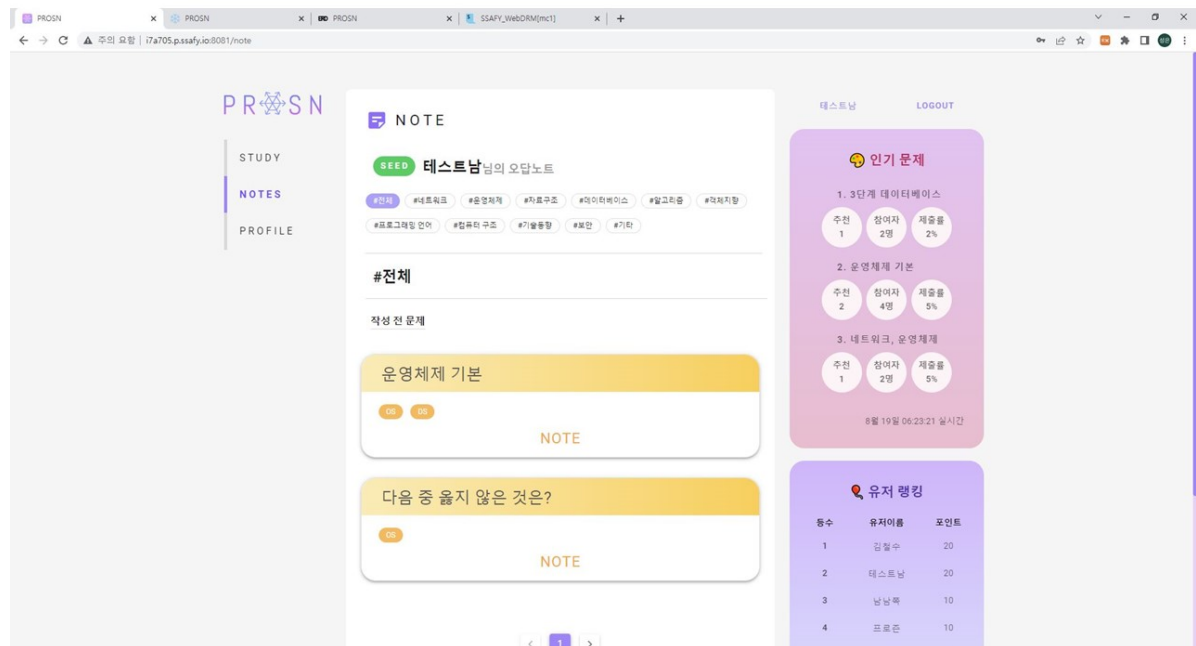 PROSN
PROSN
ERD PROSN
SSAFY_WebDRM[mc1]
주의 요함 | i7a705.p.ssafy.io:8081/note
PROSN
STUDY
NOTES
PROFILE
NOTE
SEED 테스트남님의 오답노트
#전체 #네트워크 #운영체제 #자료구조 #데이터베이스 #알고리즘 #객체지향
#프로그래밍 언어 #컴퓨터 구조 #기술동향 #보안 #기타
#전체
작성 전 문제
운영체제 기본
OS OS
NOTE
다음 중 옳지 않은 것은?
OS
NOTE
1
테스트남 LOGOUT
인기 문제
1. 3단계 데이터베이스
추천 참여자 제출률
1 2명 2%
2. 운영체제 기본
추천 참여자 제출률
2 4명 5%
3. 네트워크, 운영체제
추천 참여자 제출률
1 2명 5%
8월 19일 06:23:21 실시간
유저 랭킹
등수 유저이름 포인트
1 김철수 20
2 테스트남 20
3 남남북 10
4 프로즌 10